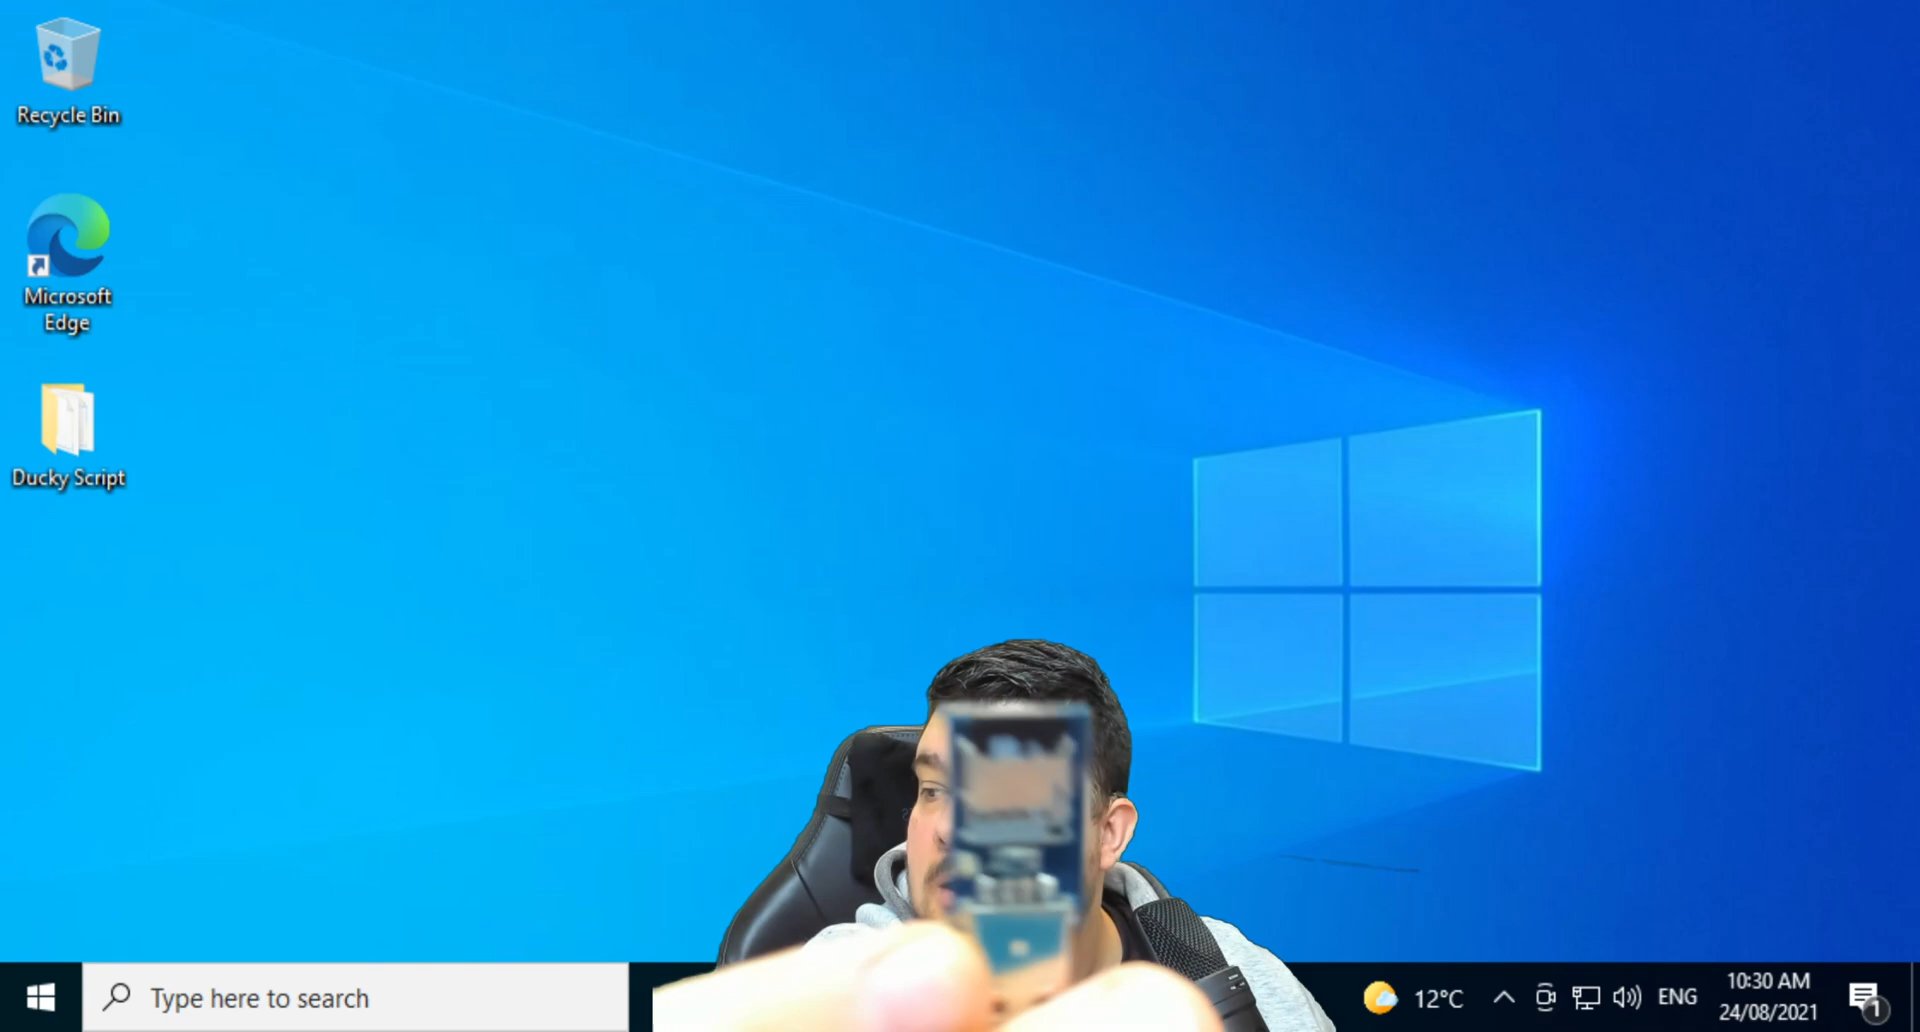 Recycle Bin
Microsoft
Edge
Ducky Script
Type here to search
12°C
ENG
10:30 AM
24/08/2021
1